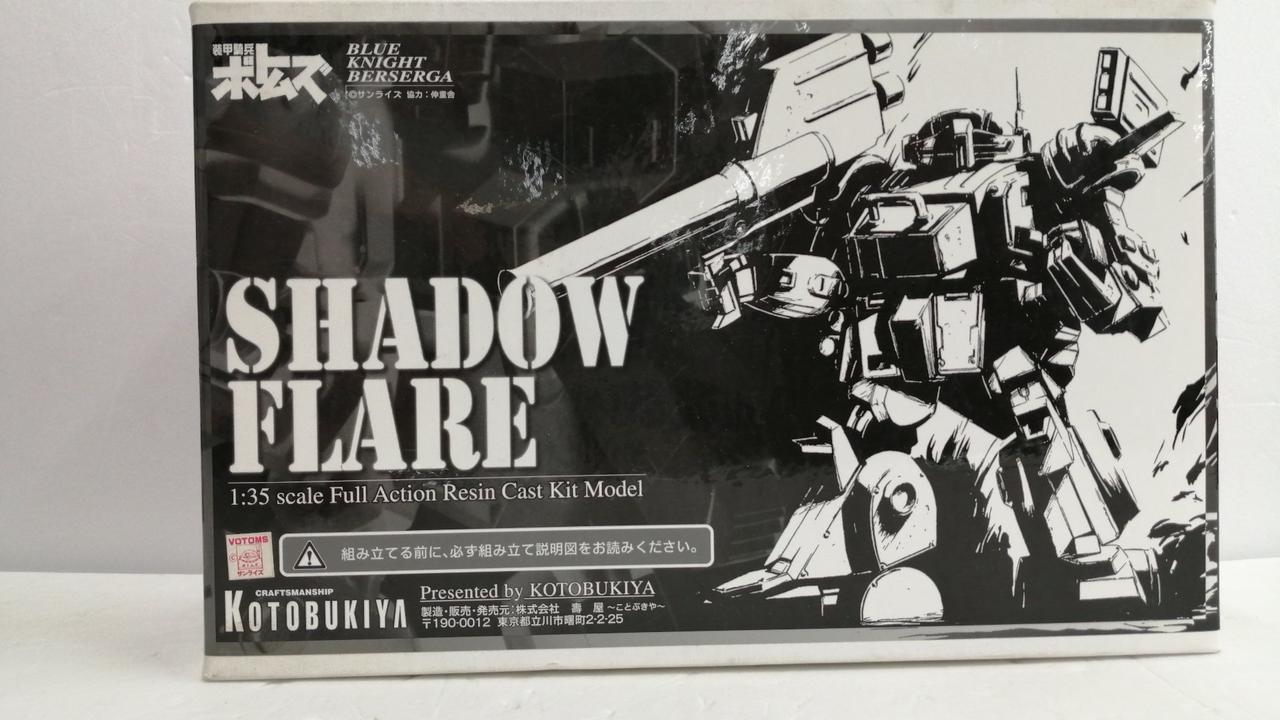 装甲騎兵
ボトムズ
BLUE
KNIGHT
BERSERGA
©サンライズ 協力:伸童舎
SHADOW
FLARE
1:35 scale Full Action Resin Cast Kit Model
VOTOMS
サンライズ
組み立てる前に、必ず組み立て説明図をお読みください。
CRAFTSMANSHIP
KOTOBUKIYA
Presented by KOTOBUKIYA
製造・販売・発売元:株式会社 壽 屋 ~ことぶきや~
〒190-0012 東京都立川市曙町2-2-25